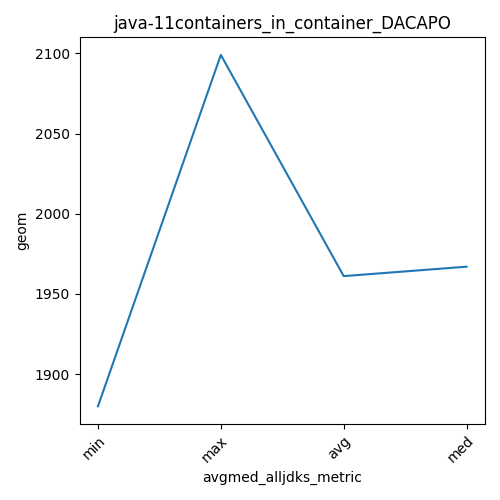 java-11containers_in_container_DACAPO
2100
2050
2000
1950
1900
geom
min
max
avg
med
avgmed_alljdks_metric